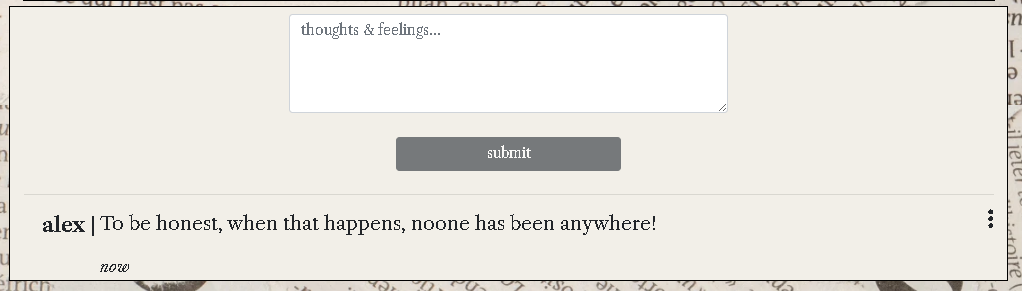 thoughts & feelings...
submit
alex | To be honest, when that happens, noone has been anywhere!
now